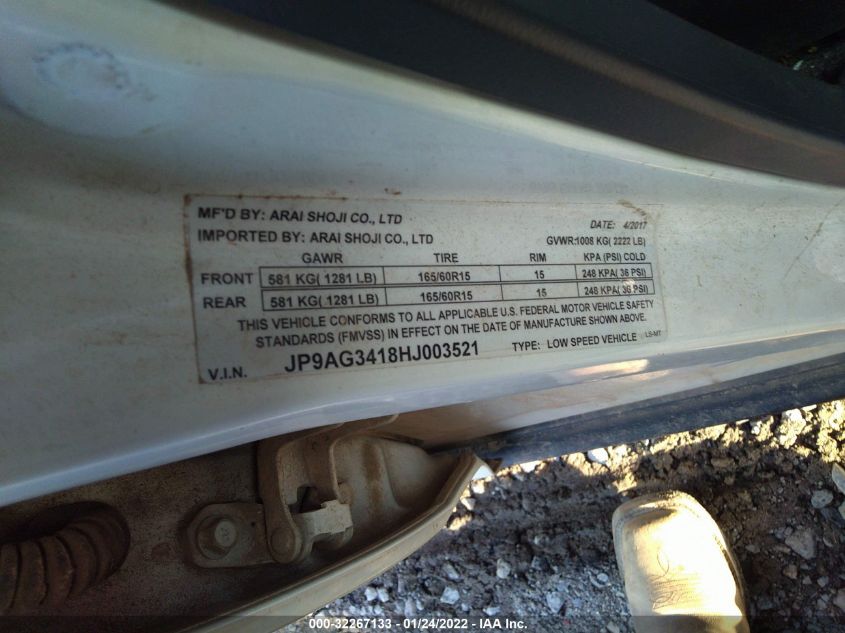 MF'D BY: ARAI SHOJI CO., LTD DATE: 4/2017
IMPORTED BY: ARAI SHOJI CO., LTD GVWR:1008 KG( 2222 LB)
GAWR TIRE RIM KPA (PSI) COLD
FRONT 581 KG( 1281 LB) 165/60R15 15 248 KPA( 36 PSI)
REAR 581 KG( 1281 LB) 165/60R15 15 248 KPA( 36 PSI)
THIS VEHICLE CONFORMS TO ALL APPLICABLE U.S. FEDERAL MOTOR VEHICLE SAFETY
STANDARDS (FMVSS) IN EFFECT ON THE DATE OF MANUFACTURE SHOWN ABOVE.
V.I.N. JP9AG3418HJ003521 TYPE: LOW SPEED VEHICLE LS-MT
000-32267133 - 01/24/2022 - IAA Inc.